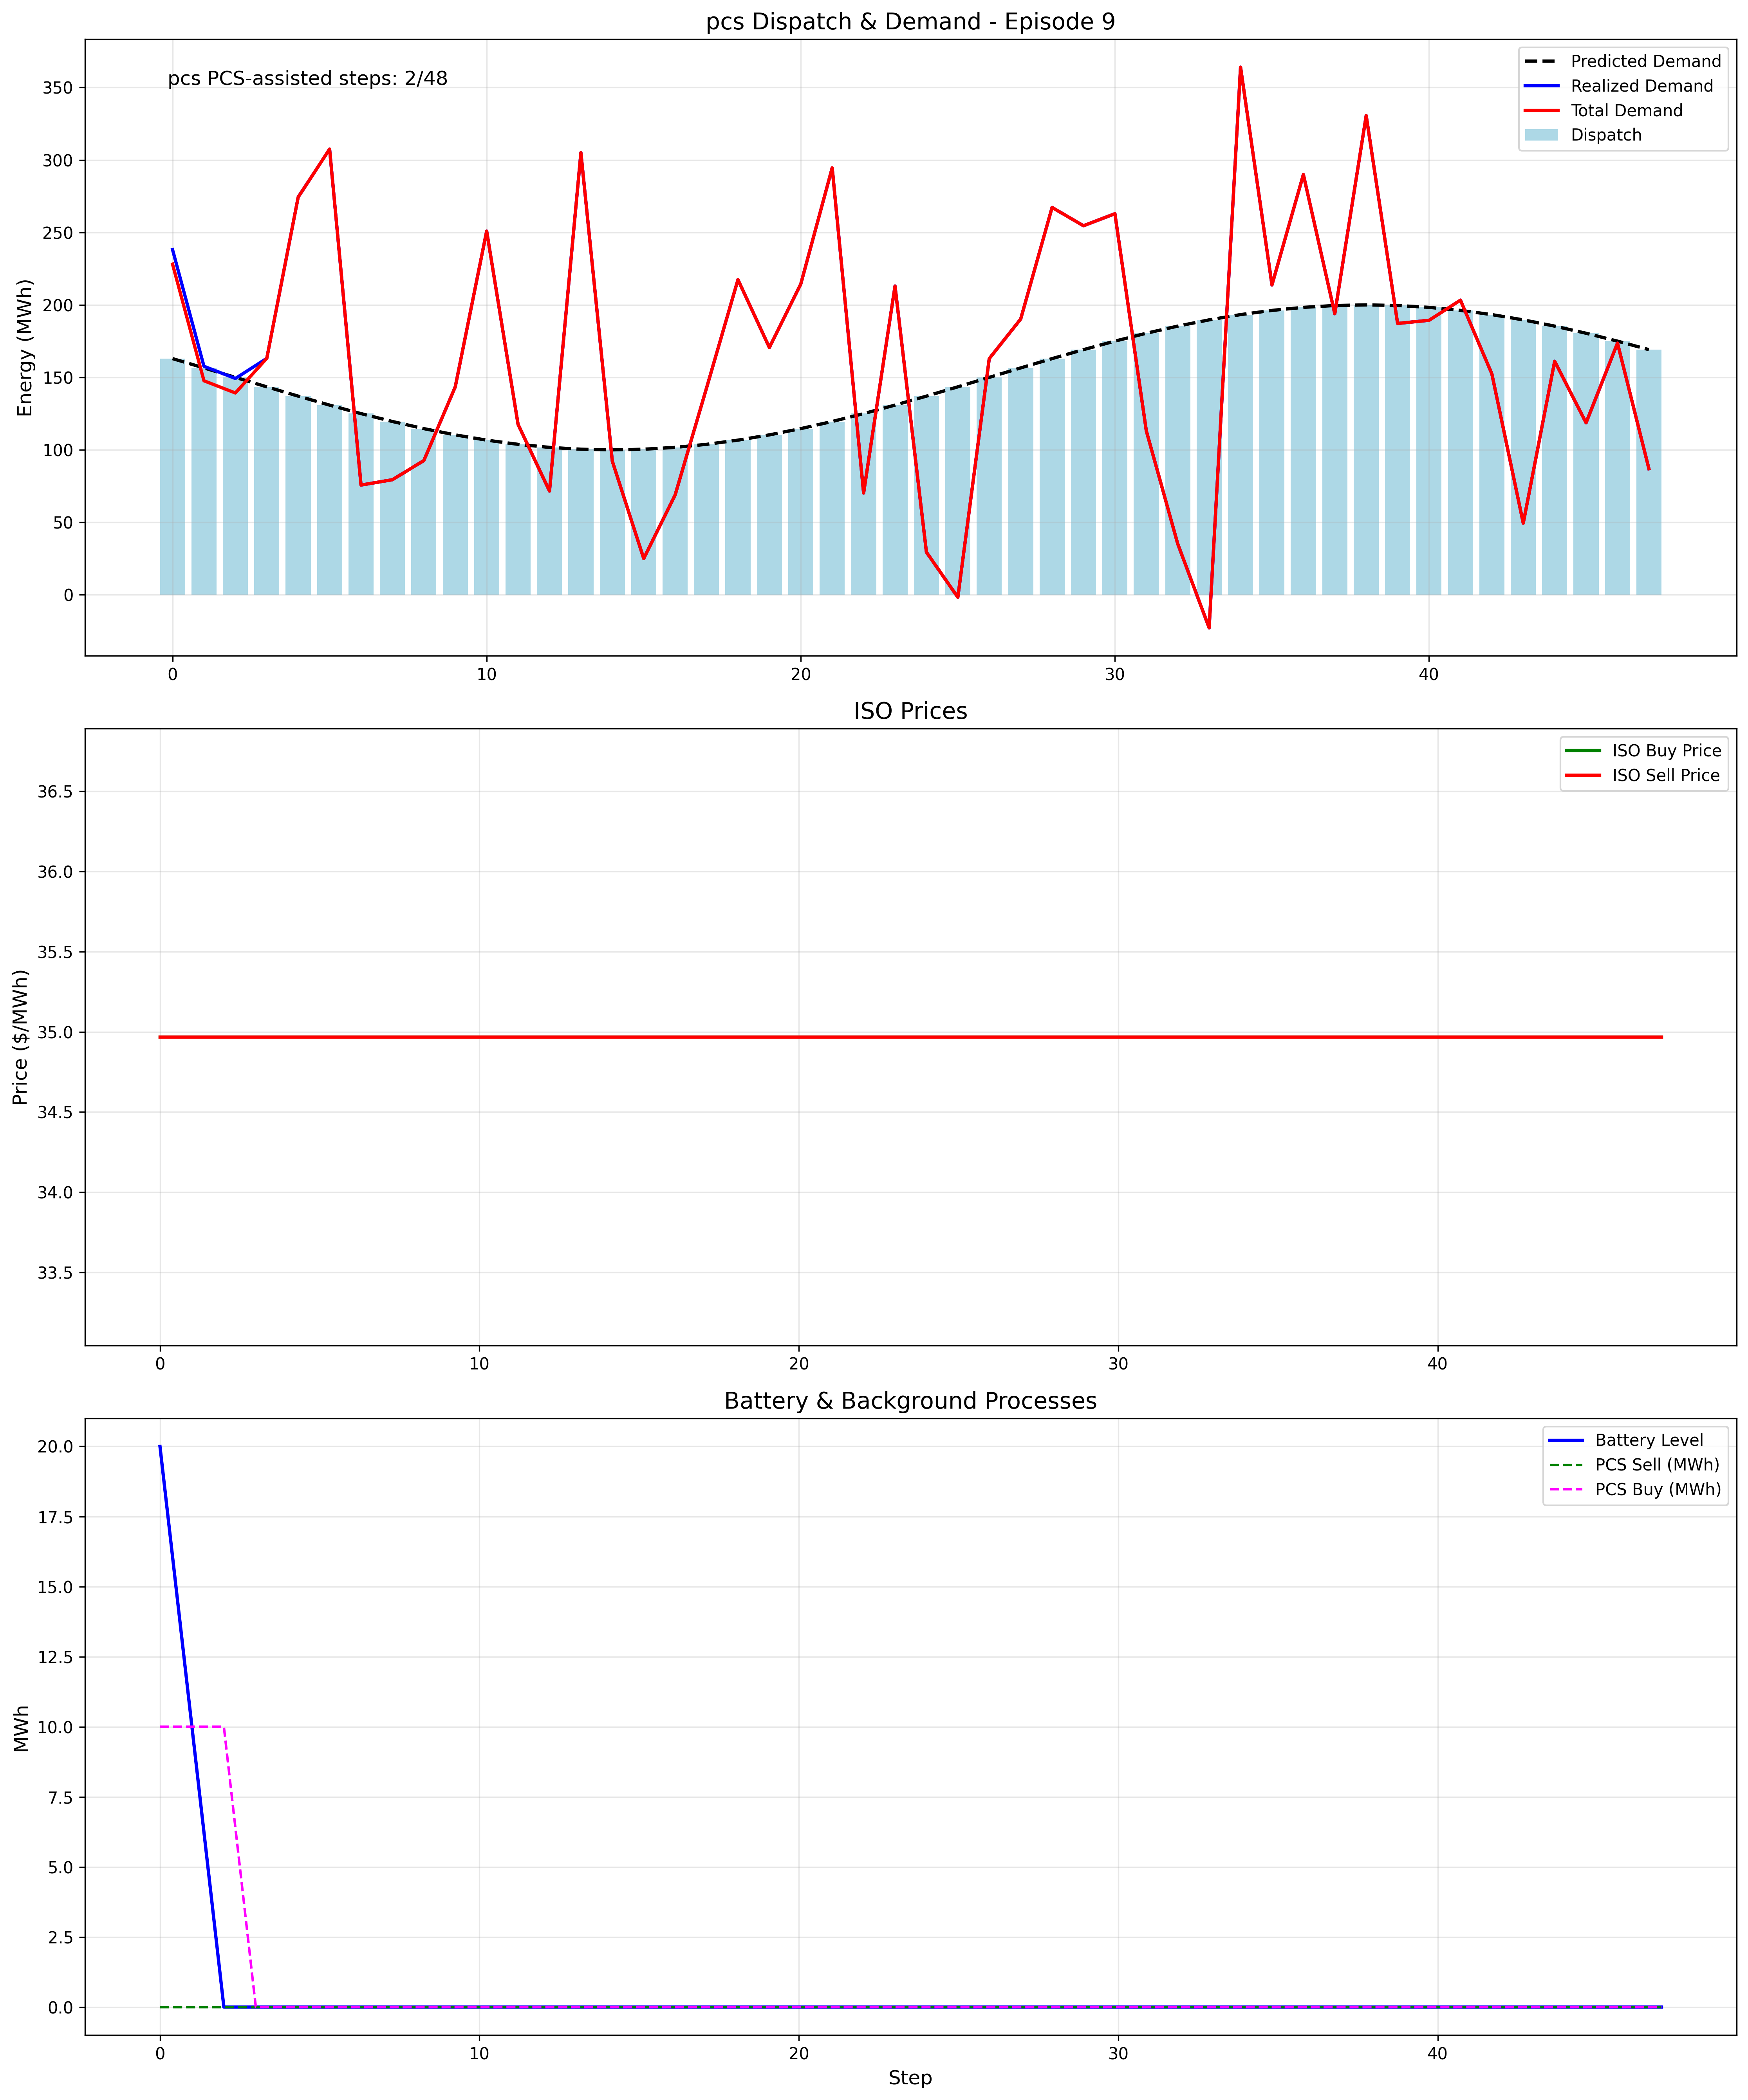 pcs Dispatch & Demand - Episode 9
pcs PCS-assisted steps: 2/48
Predicted Demand
Realized Demand
Total Demand
Dispatch
Energy (MWh)
350
300
250
200
150
100
50
0
0 10 20 30 40
ISO Prices
ISO Buy Price
ISO Sell Price
Price ($/MWh)
36.5
36.0
35.5
35.0
34.5
34.0
33.5
0 10 20 30 40
Battery & Background Processes
Battery Level
PCS Sell (MWh)
PCS Buy (MWh)
MWh
20.0
17.5
15.0
12.5
10.0
7.5
5.0
2.5
0.0
0 10 20 30 40
Step